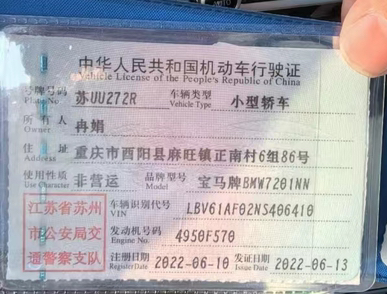 中华人民共和国机动车行驶证
Vehicle License of the People's Republic of China
号牌号码 苏UU272R 车辆类型 小型轿车
Plate No. Vehicle Type
所有人 冉娟
Owner
住址 重庆市酉阳县麻旺镇正南村6组86号
Address
使用性质 非营运 品牌型号 宝马牌BMW7201NN
Use Character Model
江苏省苏州
市公安局交
通警察支队
车辆识别代号 LBV61AF02NS406410
VIN
发动机号码 4950F570
Engine No.
注册日期 2022-06-10 发证日期 2022-06-13
Register Date Issue Date